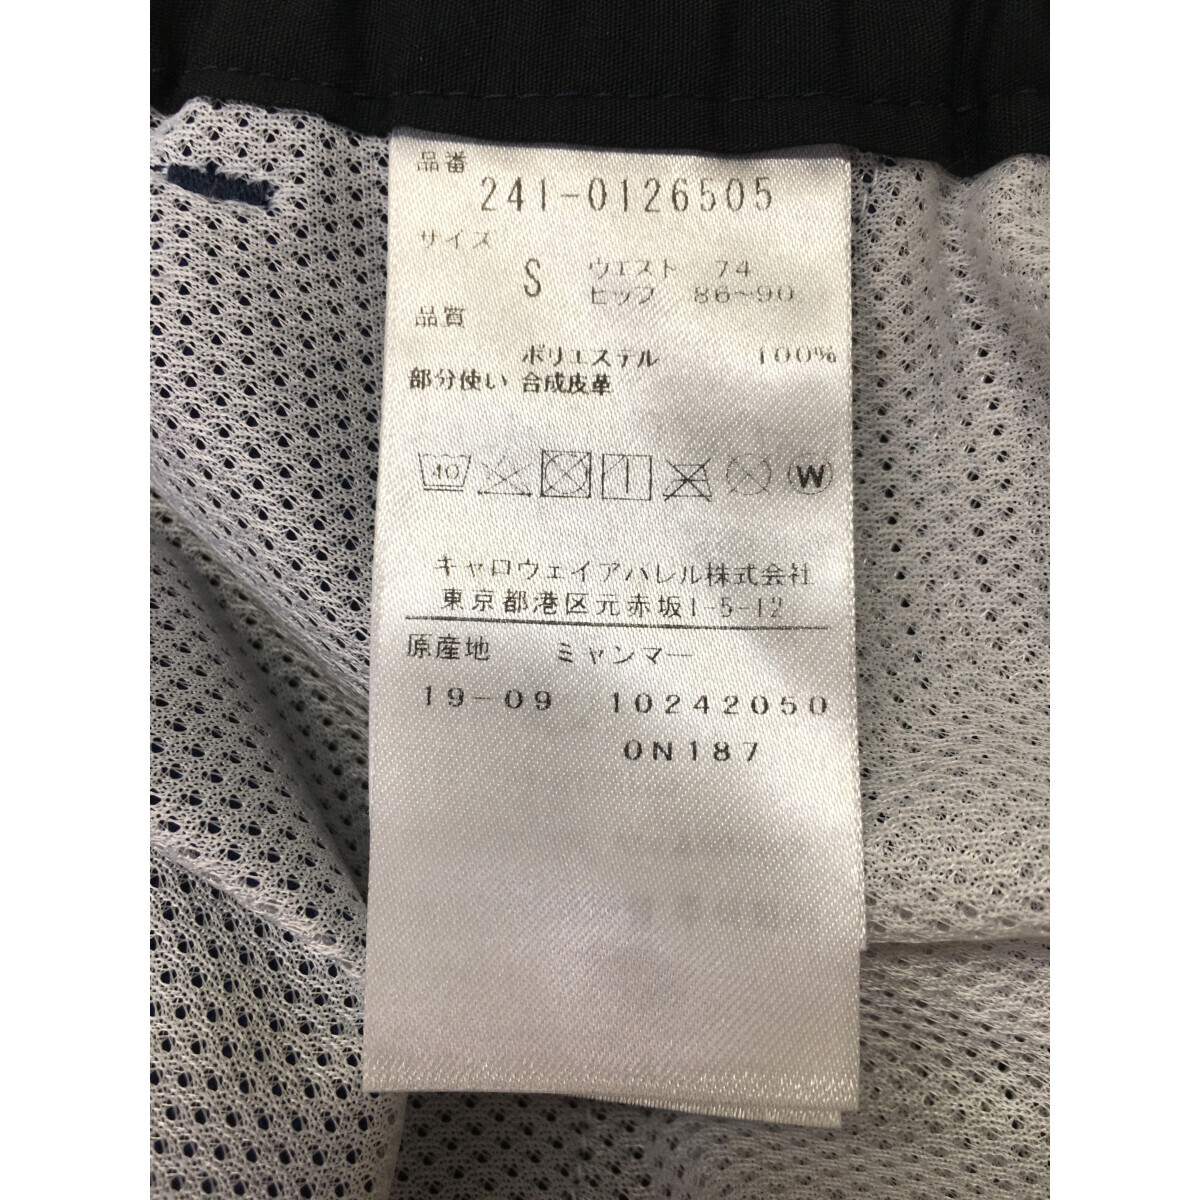 品番
241-0126505
サイズ
S ウエスト 74
ヒップ 86~90
品質
ポリエステル 100%
部分使い 合成皮革
40 W
キャロウェイアパレル株式会社
東京都港区元赤坂1-5-12
原産地 ミャンマー
19-09 10242050
0N187